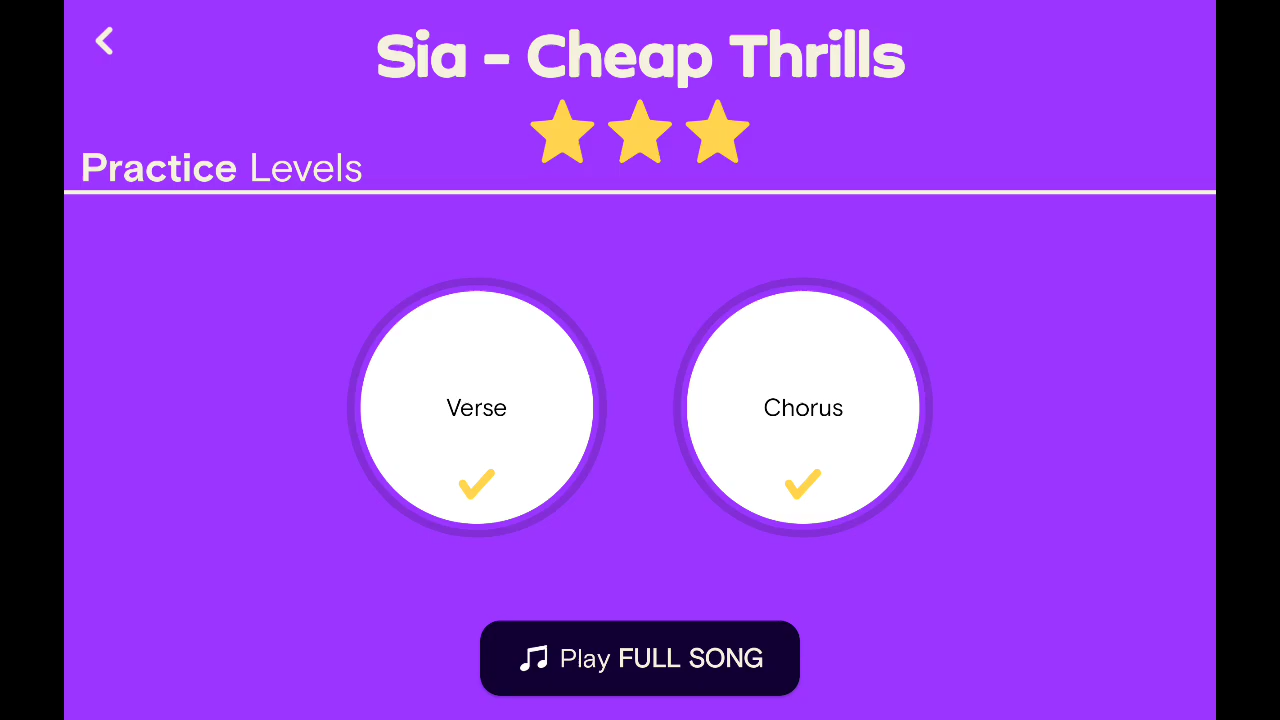 Sia - Cheap Thrills
Practice Levels
Verse
Chorus
Play FULL SONG